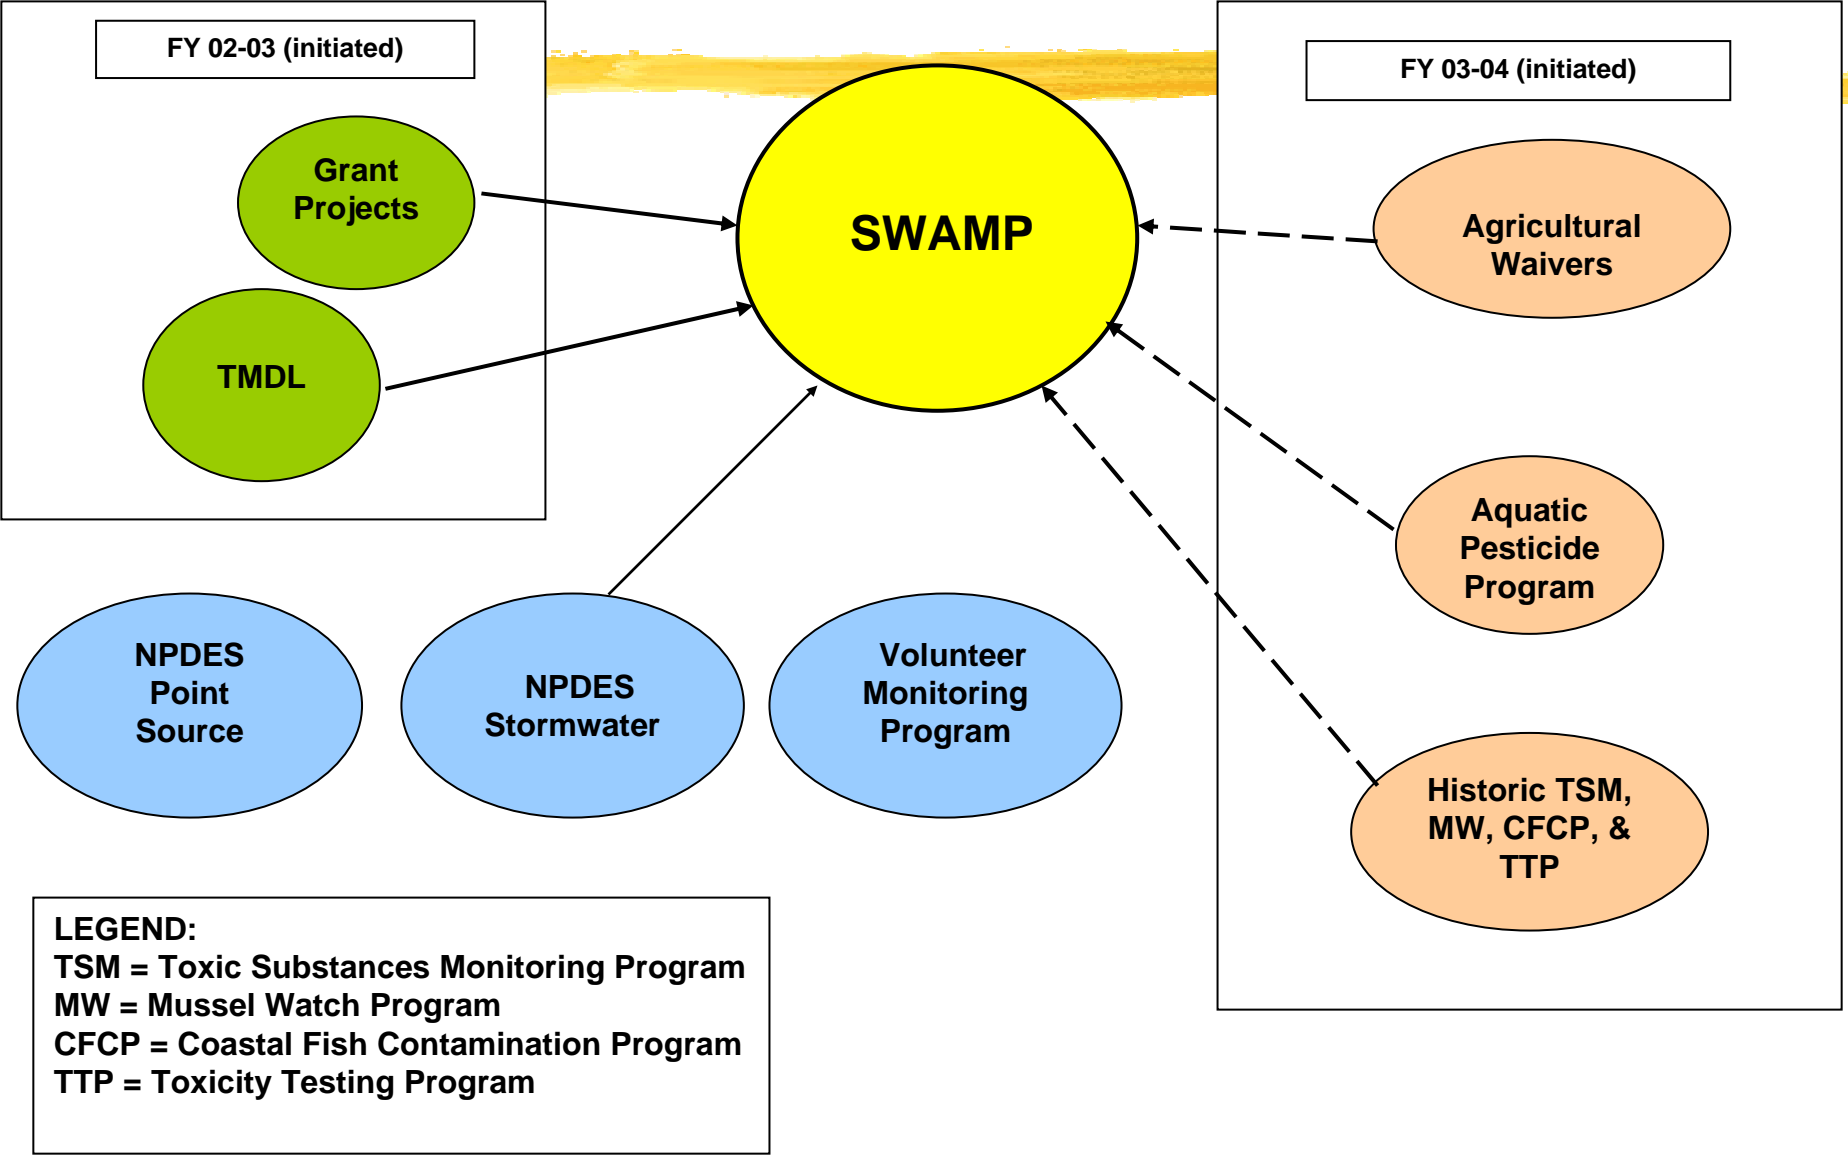 FY 02-03 (initiated)
FY 03-04 (initiated)
Grant
Projects
SWAMP
Agricultural
Waivers
TMDL
Aquatic
Pesticide
Program
NPDES
Point
Source
NPDES
Stormwater
Volunteer
Monitoring
Program
Historic TSM,
MW, CFCP, &
TTP
LEGEND:
TSM = Toxic Substances Monitoring Program
MW = Mussel Watch Program
CFCP = Coastal Fish Contamination Program
TTP = Toxicity Testing Program